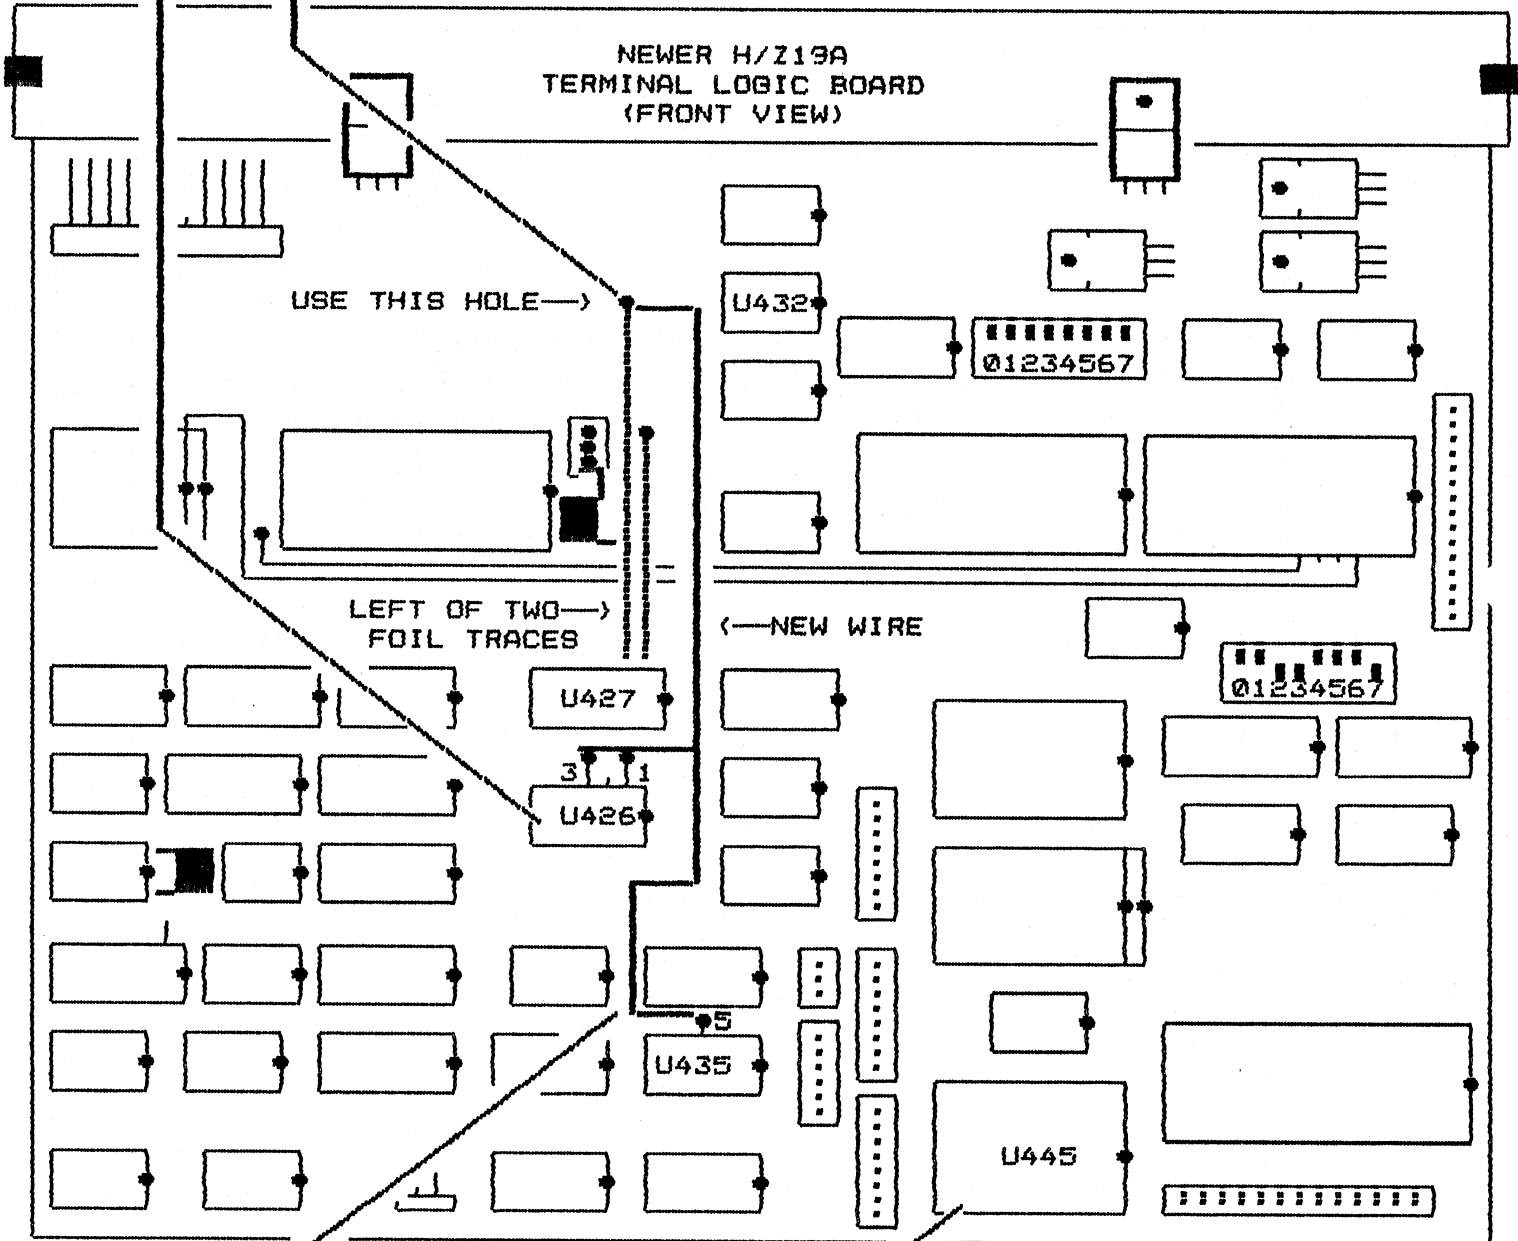 NEWER H/Z19A
TERMINAL LOGIC BOARD
(FRONT VIEW)
USE THIS HOLE—>
U432
01234567
LEFT OF TWO—>
FOIL TRACES
<—NEW WIRE
01234567
U427
3 1
U426
5
U435
U445